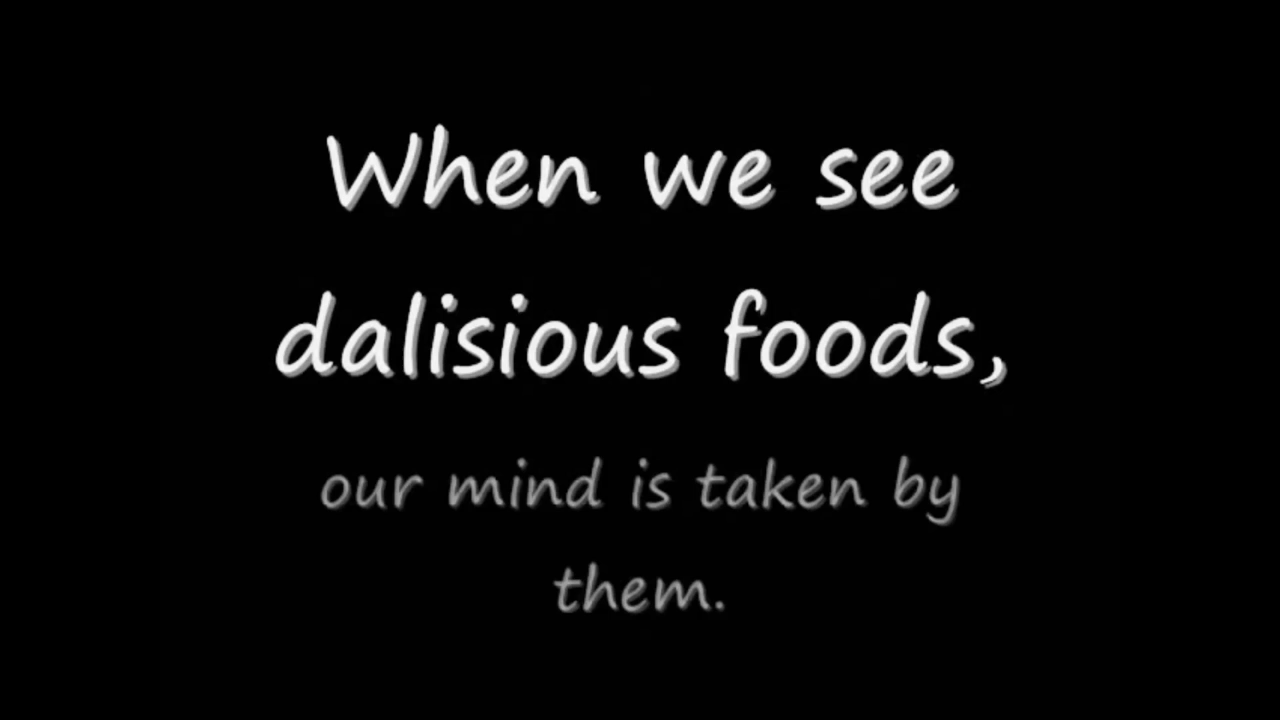 When we see
dalisious foods,
our mind is taken by
them.